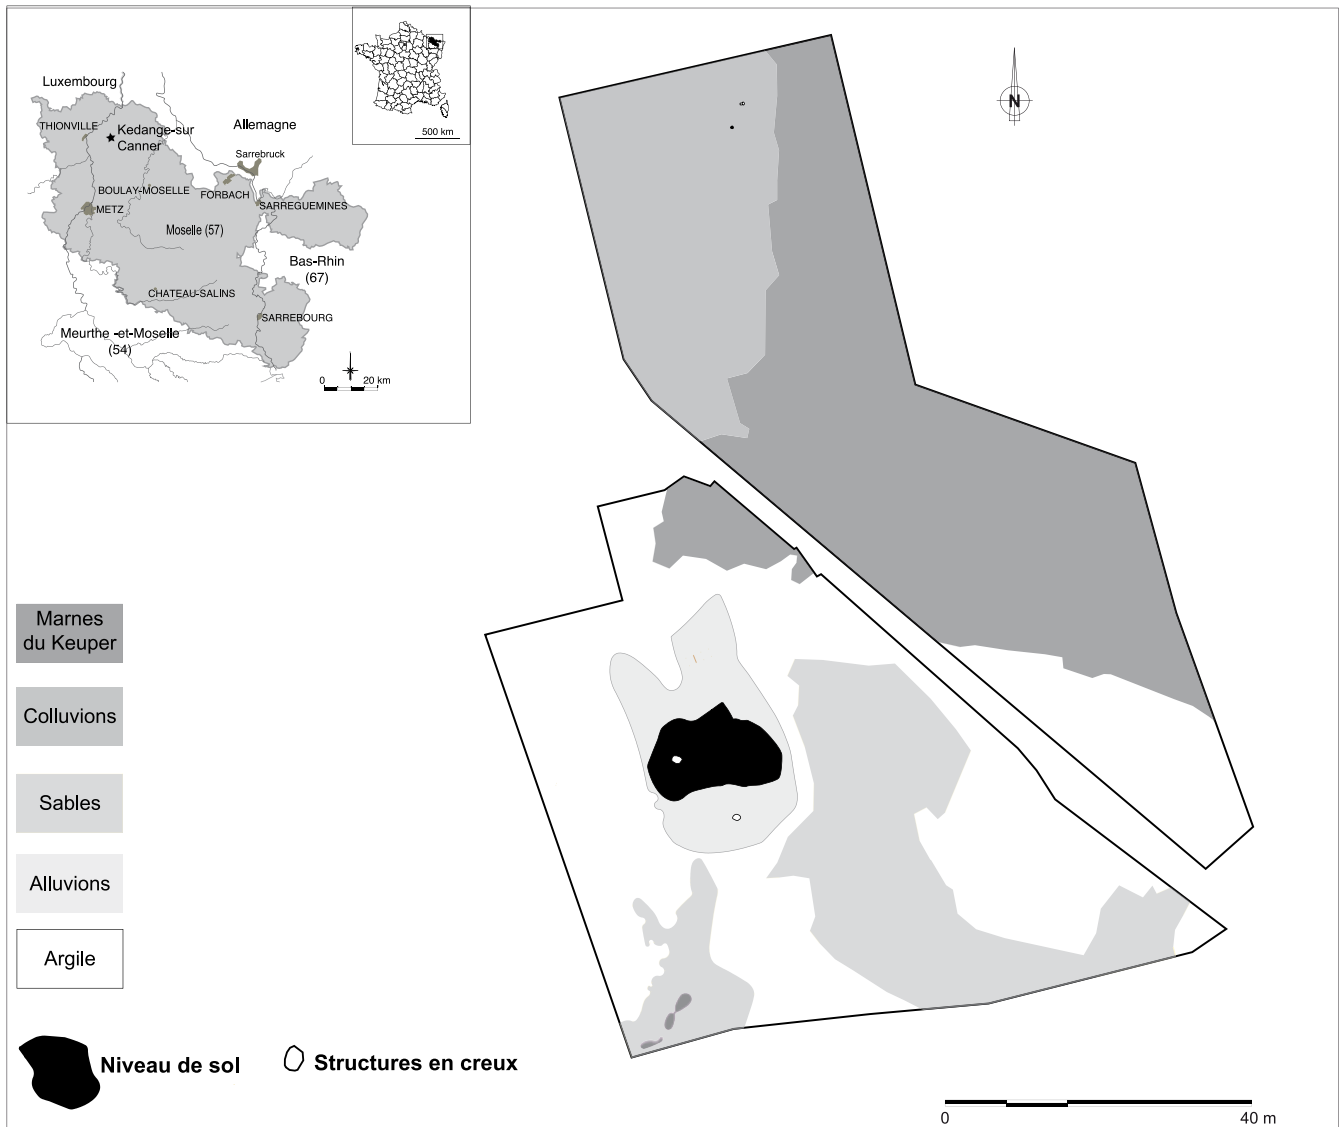 500 km
Luxembourg
THIONVILLE
Kedange-sur
Canner
Allemagne
Sarrebruck
BOULAY-MOSELLE
FORBACH
METZ
SARREGUEMINES
Moselle (57)
Bas-Rhin
(67)
CHATEAU-SALINS
SARREBOURG
Meurthe -et-Moselle
(54)
0 20 km
N
Marnes
du Keuper
Colluvions
Sables
Alluvions
Argile
Niveau de sol
Structures en creux
0 40 m